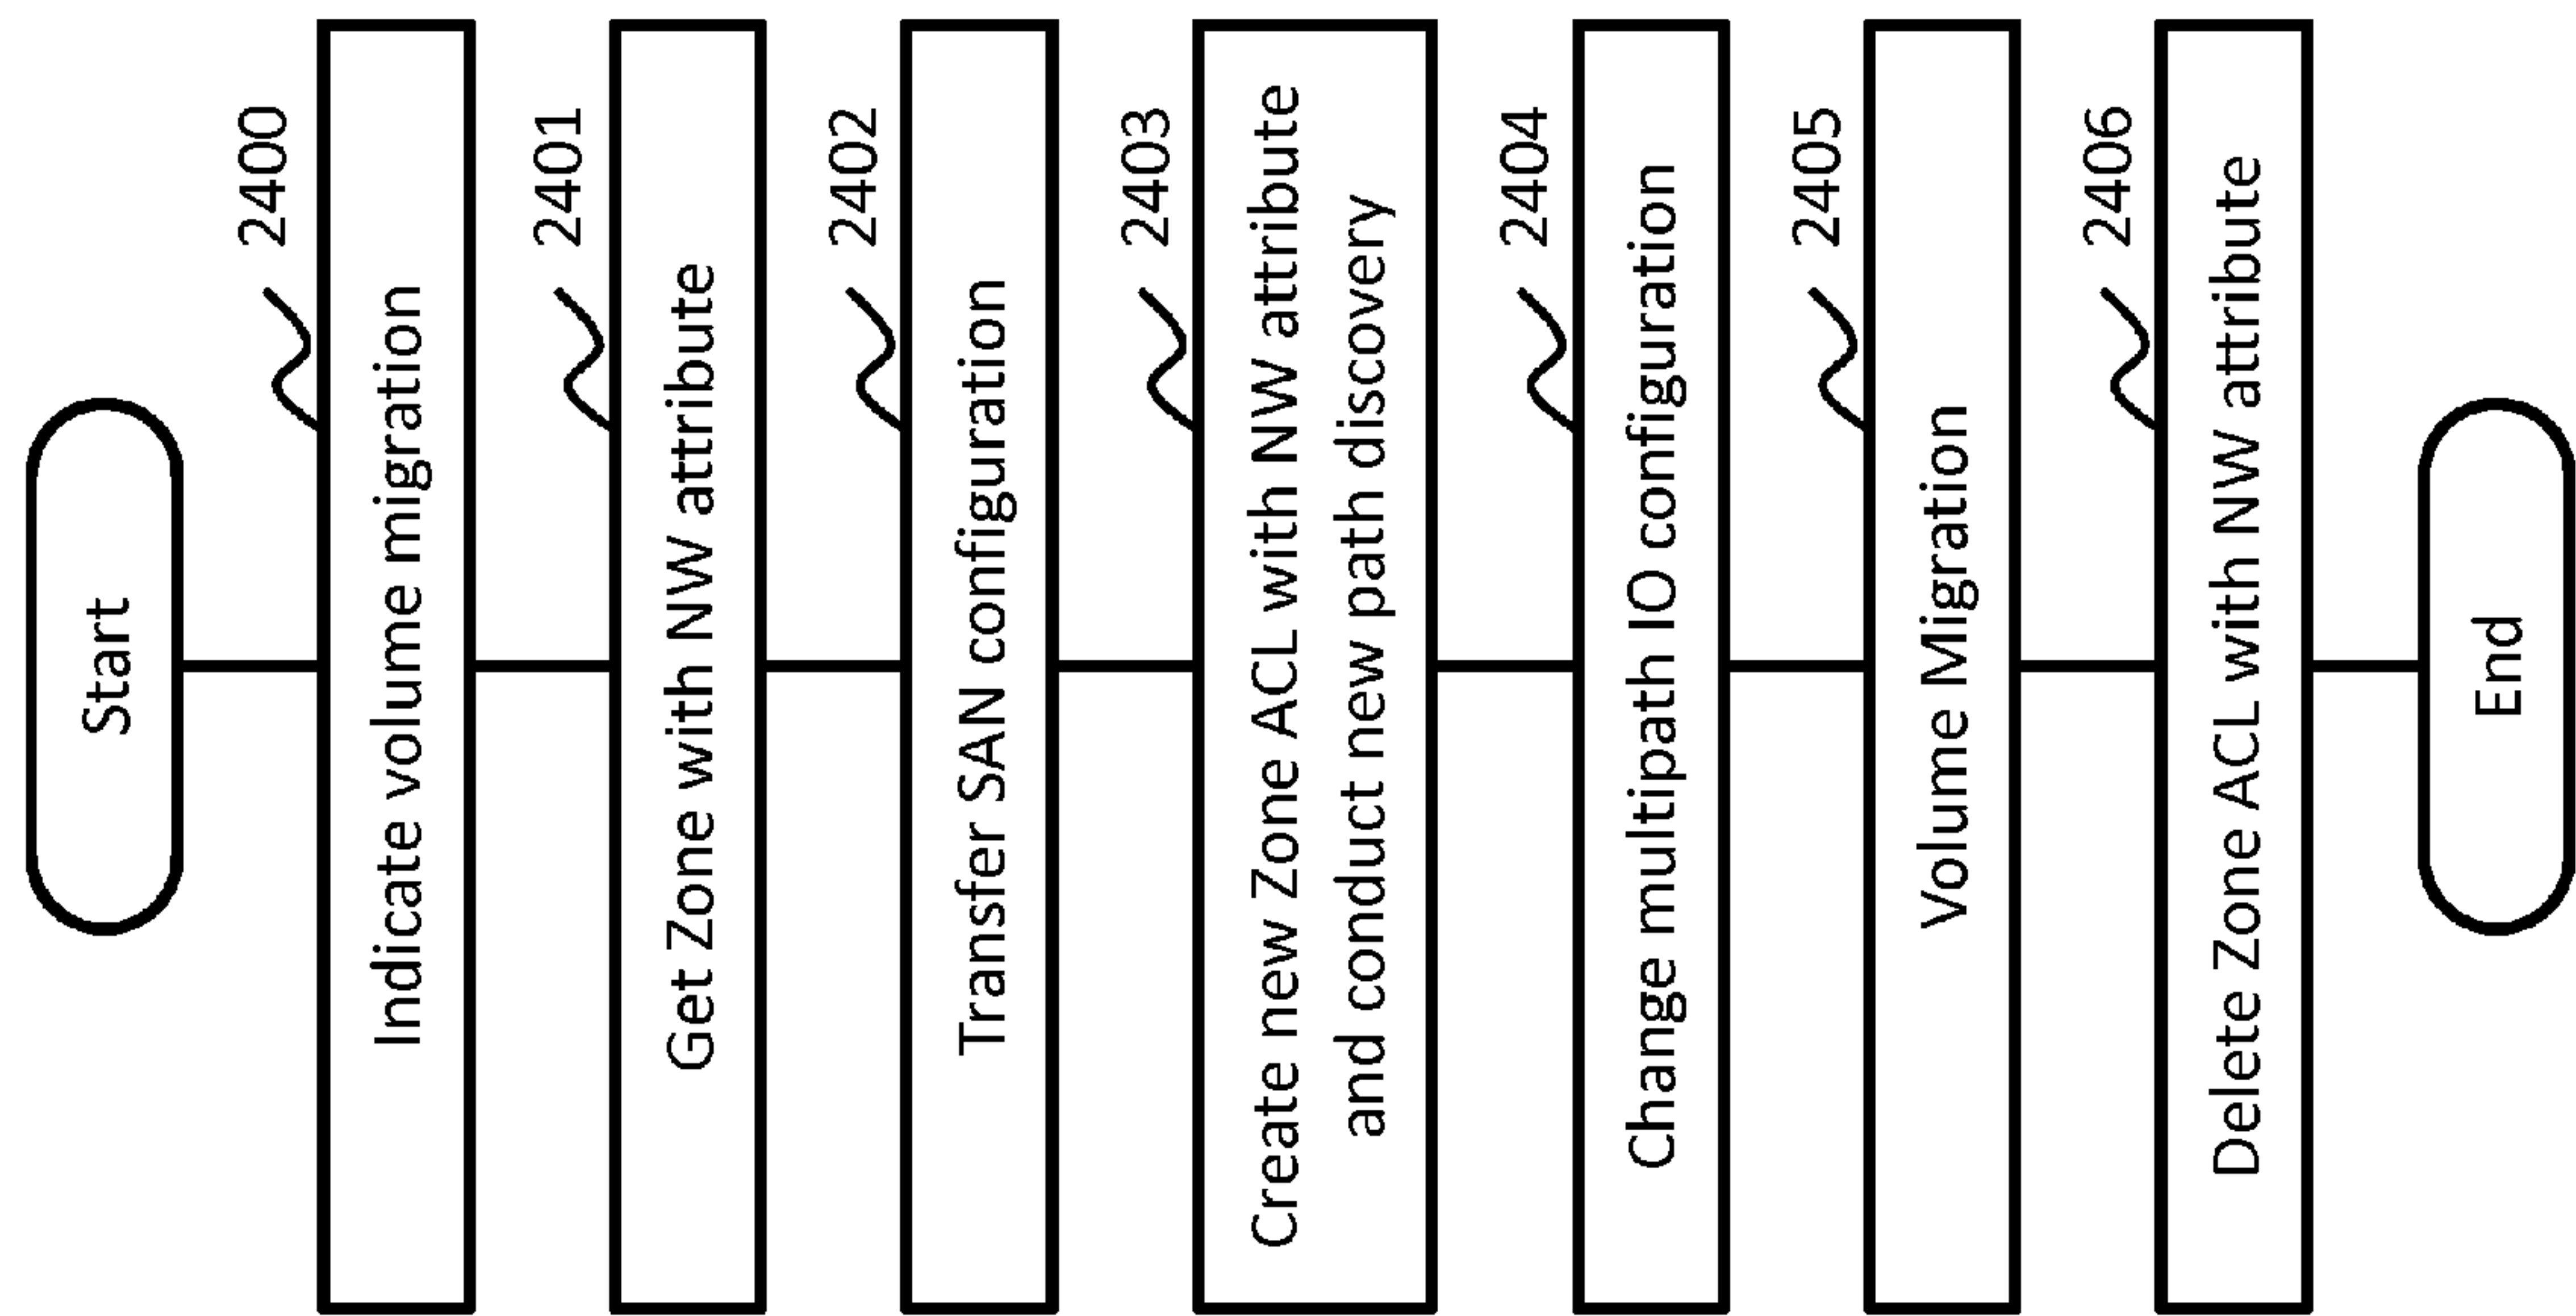 Start
2400
Indicate volume migration
2401
Get Zone with NW attribute
2402
Transfer SAN configuration
2403
Create new Zone ACL with NW attribute
and conduct new path discovery
2404
Change multipath IO configuration
2405
Volume Migration
2406
Delete Zone ACL with NW attribute
End